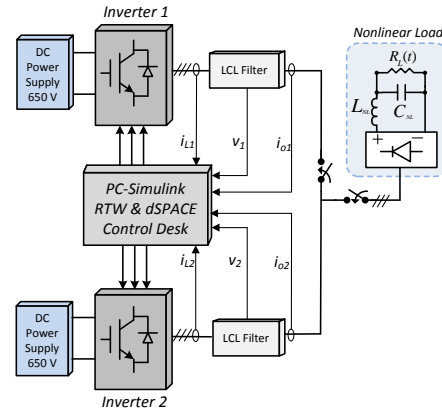 Inverter 1
DC
Power
Supply
650 V
LCL Filter
Nonlinear Load
R_L(t)
C_NL
L_NL
+ −
i_L1
v_1
i_o1
PC-Simulink
RTW & dSPACE
Control Desk
i_L2
v_2
i_o2
DC
Power
Supply
650 V
LCL Filter
Inverter 2